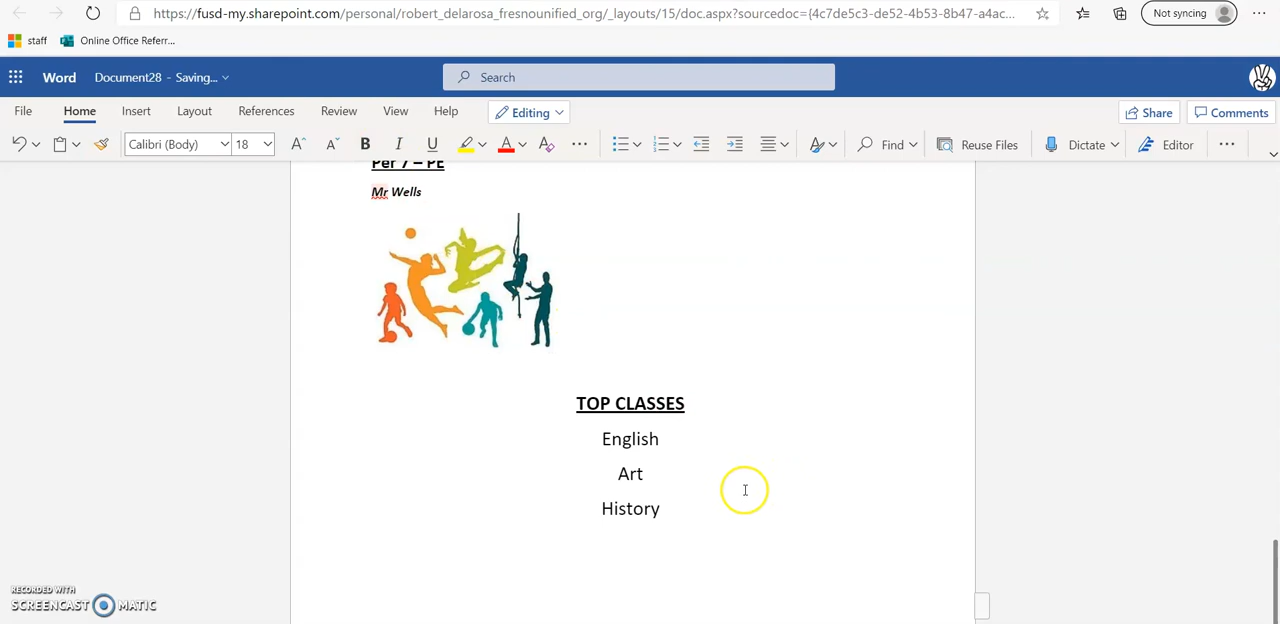 https://fusd-my.sharepoint.com/personal/robert_delarosa_fresnounified_org/_layouts/15/doc.aspx?sourcedoc={4c7de5c3-de52-4b53-8b47-a4ac...
Not syncing
staff
Online Office Referr...
Word
Document28 - Saving...
Search
File
Home
Insert
Layout
References
Review
View
Help
Editing
Share
Comments
Calibri (Body)
18
A
A
B
I
U
A
A
Find
Reuse Files
Dictate
Editor
Per 7 – PE
Mr Wells
TOP CLASSES
English
Art
History
RECORDED WITH
SCREENCAST MATIC